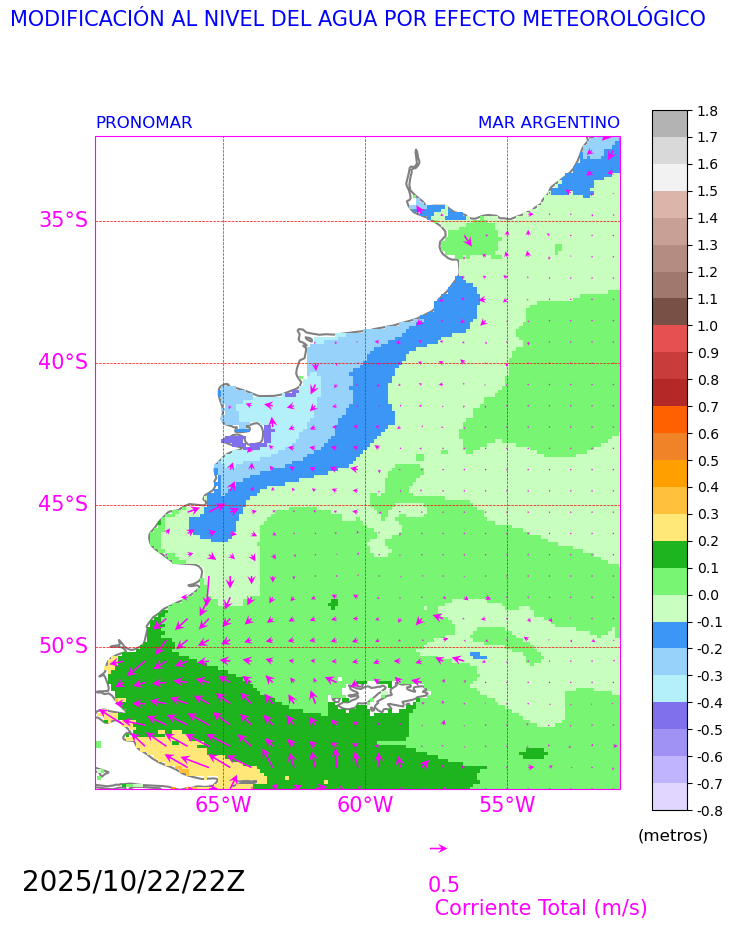 MODIFICACIÓN AL NIVEL DEL AGUA POR EFECTO METEOROLÓGICO
PRONOMAR MAR ARGENTINO
35°S
40°S
45°S
50°S
65°W 60°W 55°W
1.8
1.7
1.6
1.5
1.4
1.3
1.2
1.1
1.0
0.9
0.8
0.7
0.6
0.5
0.4
0.3
0.2
0.1
0.0
-0.1
-0.2
-0.3
-0.4
-0.5
-0.6
-0.7
-0.8
(metros)
2025/10/22/22Z
0.5
Corriente Total (m/s)